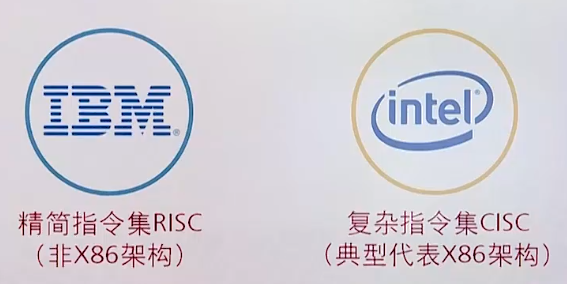 IBM®
intel
精简指令集RISC
复杂指令集CISC
（非X86架构）
（典型代表X86架构）